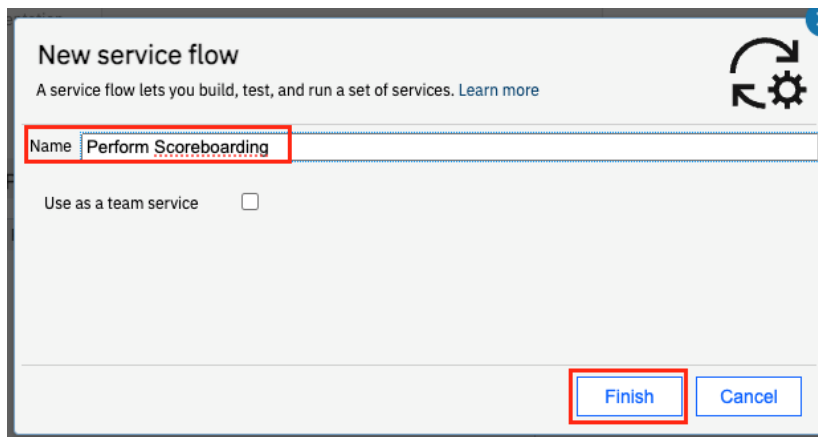 New service flow
A service flow lets you build, test, and run a set of services. Learn more
Name Perform Scoreboarding
Use as a team service
Finish Cancel